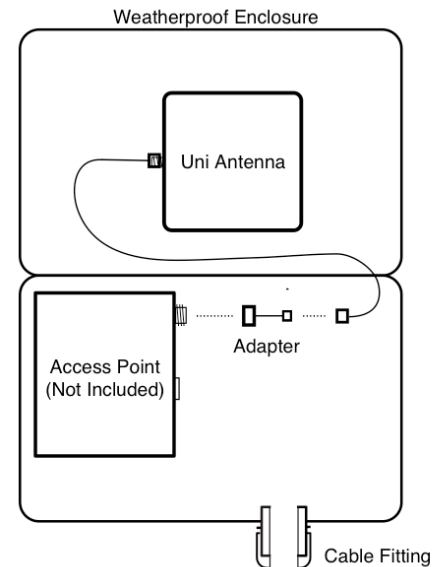 Weatherproof Enclosure
Uni Antenna
Adapter
Access Point
(Not Included)
Cable Fitting